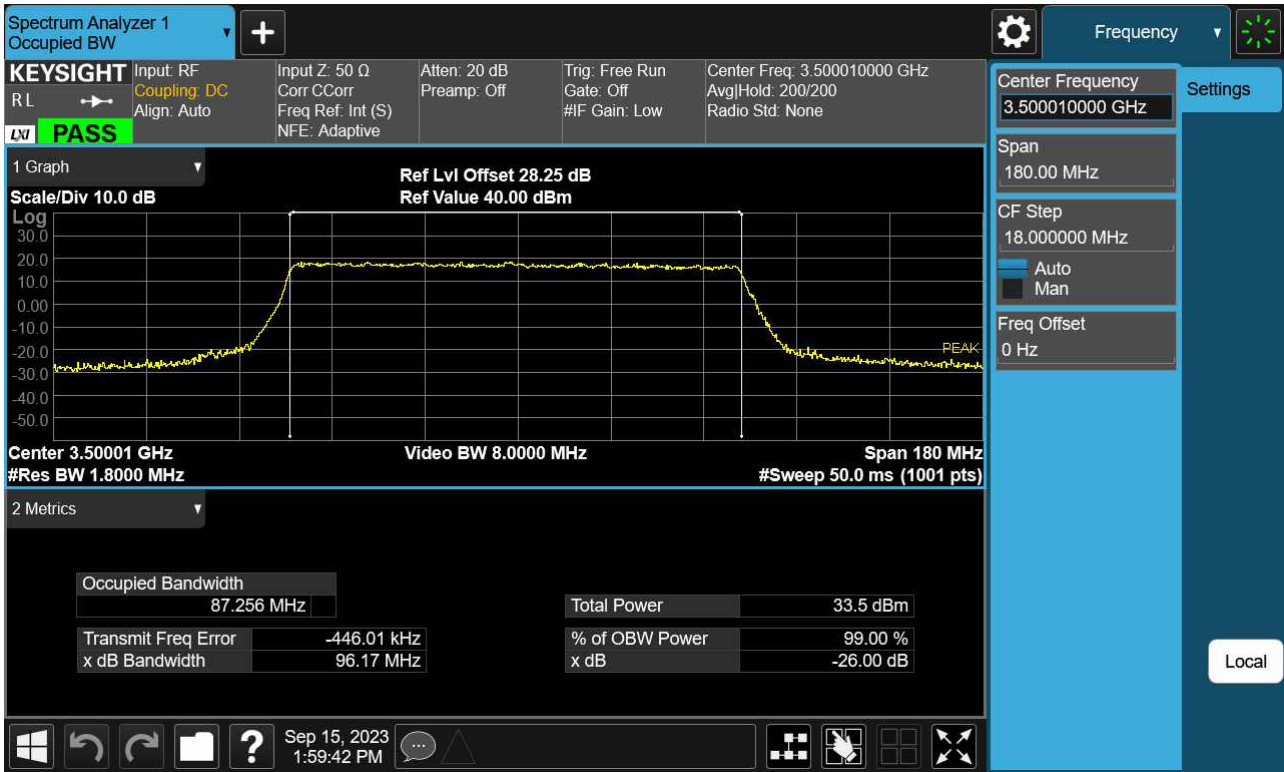 Spectrum Analyzer 1
Occupied BW
Frequency
KEYSIGHT
RL
LXI
PASS
Input: RF
Coupling: DC
Align: Auto
Input Z: 50 Ω
Corr CCorr
Freq Ref: Int (S)
NFE: Adaptive
Atten: 20 dB
Preamp: Off
Trig: Free Run
Gate: Off
#IF Gain: Low
Center Freq: 3.500010000 GHz
Avg|Hold: 200/200
Radio Std: None
Center Frequency
3.500010000 GHz
Settings
Span
180.00 MHz
CF Step
18.000000 MHz
Auto
Man
Freq Offset
0 Hz
1 Graph
Scale/Div 10.0 dB
Ref Lvl Offset 28.25 dB
Ref Value 40.00 dBm
Log
30.0
20.0
10.0
0.00
-10.0
-20.0
-30.0
-40.0
-50.0
PEAK
Center 3.50001 GHz
#Res BW 1.8000 MHz
Video BW 8.0000 MHz
Span 180 MHz
#Sweep 50.0 ms (1001 pts)
2 Metrics
Occupied Bandwidth
87.256 MHz
Transmit Freq Error -446.01 kHz
x dB Bandwidth 96.17 MHz
Total Power 33.5 dBm
% of OBW Power 99.00 %
x dB -26.00 dB
Local
Sep 15, 2023
1:59:42 PM